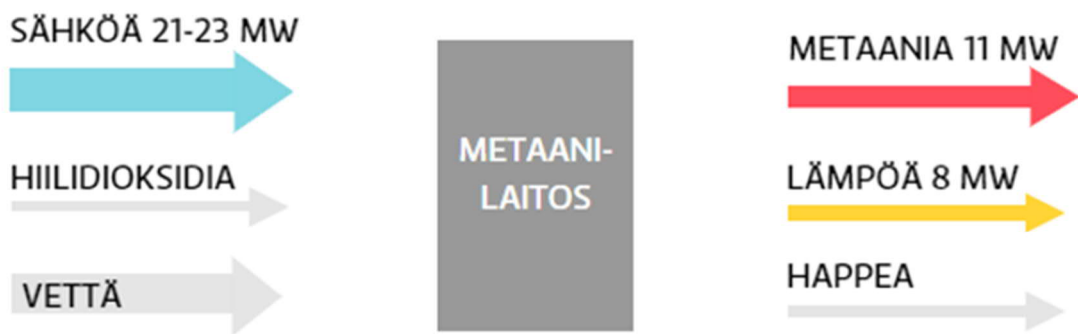 SÄHKÖÄ 21-23 MW
HIILIDIOKSIDIA
VETTÄ
METAANI-
LAITOS
METAANIA 11 MW
LÄMPÖÄ 8 MW
HAPPEA